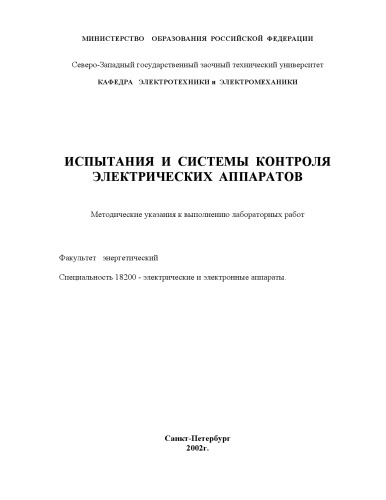 МИНИСТЕРСТВО ОБРАЗОВАНИЯ РОССИЙСКОЙ ФЕДЕРАЦИИ
Северо-Западный государственный заочный технический университет
КАФЕДРА ЭЛЕКТРОТЕХНИКИ и ЭЛЕКТРОМЕХАНИКИ
ИСПЫТАНИЯ И СИСТЕМЫ КОНТРОЛЯ
ЭЛЕКТРИЧЕСКИХ АППАРАТОВ
Методические указания к выполнению лабораторных работ
Факультет энергетический
Специальность 18200 - электрические и электронные аппараты.
Санкт-Петербург
2002г.